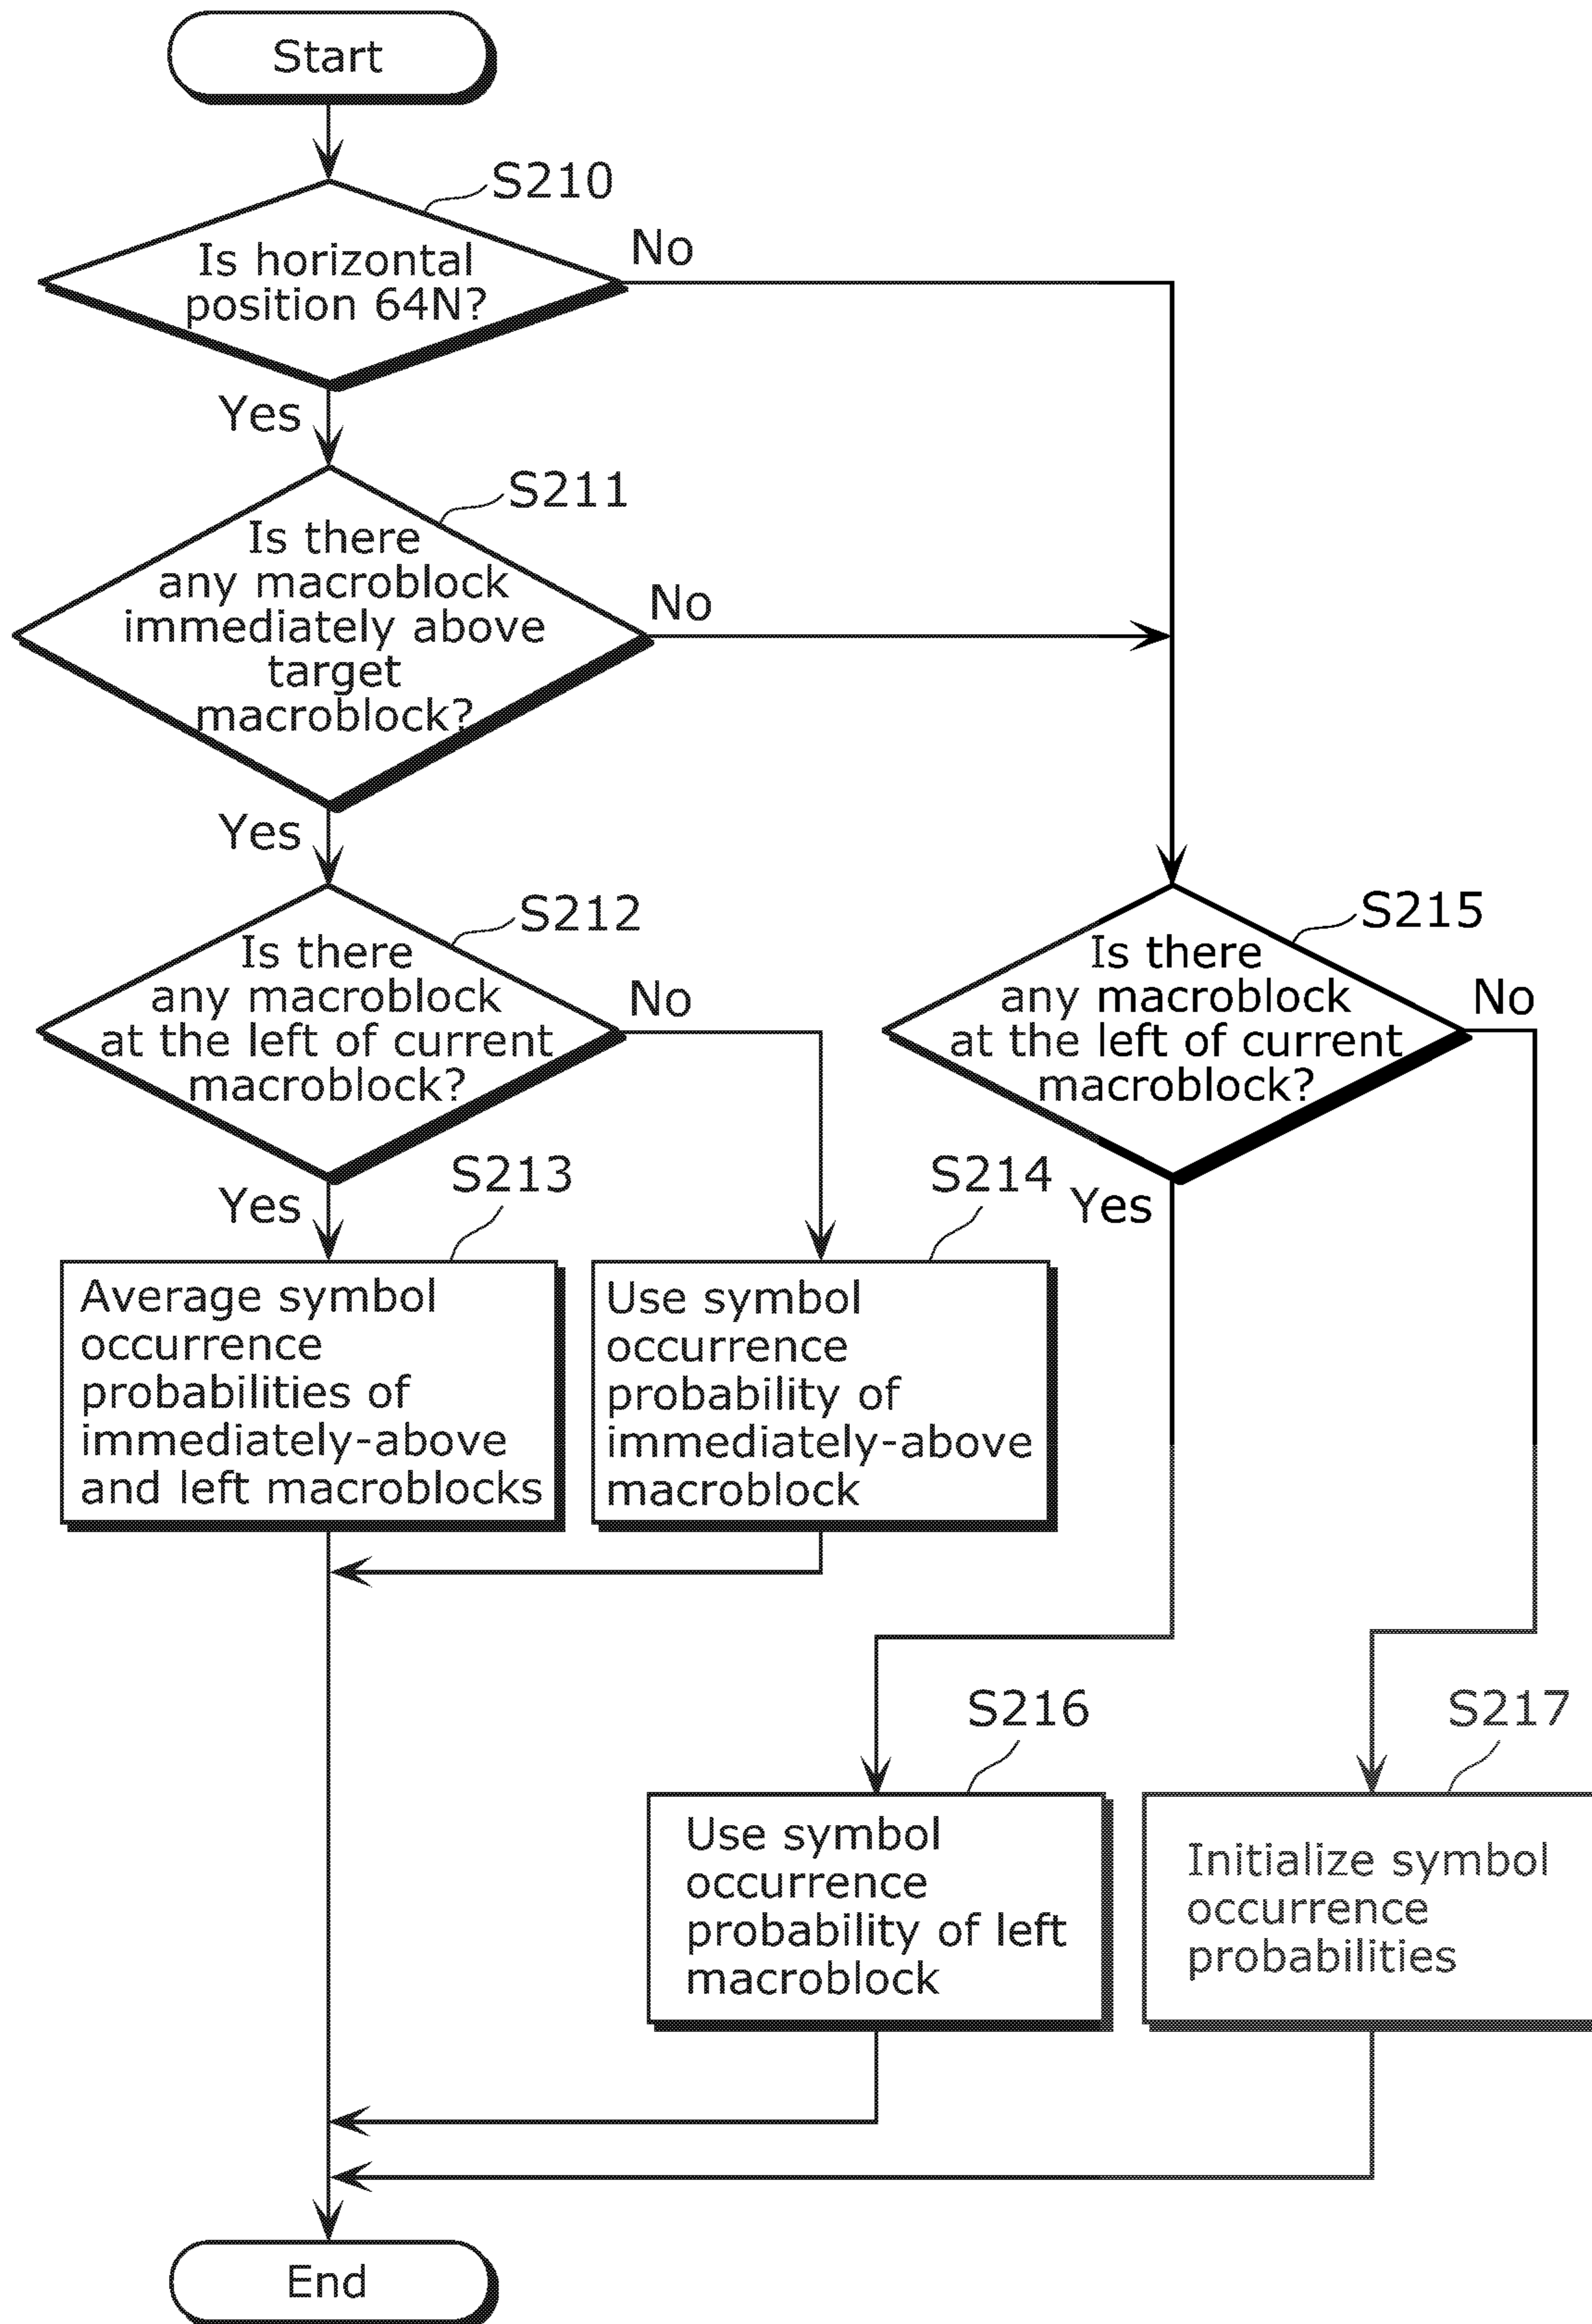 Start
S210
Is horizontal
position 64N?
No
Yes
S211
Is there
any macroblock
immediately above
target
macroblock?
No
Yes
S212
Is there
any macroblock
at the left of current
macroblock?
No
Yes
S215
Is there
any macroblock
at the left of current
macroblock?
No
Yes
S213
Average symbol
occurrence
probabilities of
immediately-above
and left macroblocks
S214
Use symbol
occurrence
probability of
immediately-above
macroblock
S216
Use symbol
occurrence
probability of left
macroblock
S217
Initialize symbol
occurrence
probabilities
End